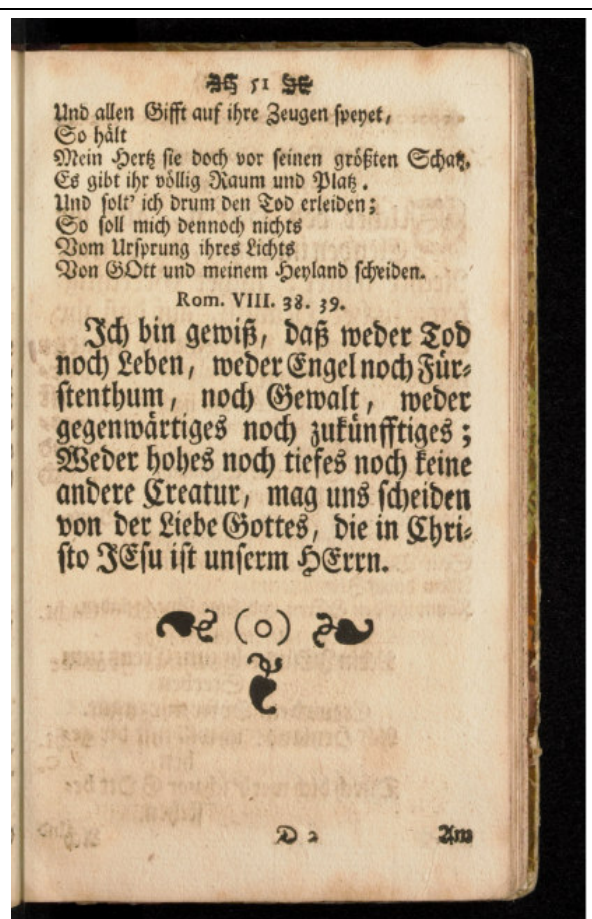 51
Und allen Gifft auf ihre Zeugen speyet,
So hält
Mein Hertz sie doch vor seinen größten Schatz.
Es gibt ihr völlig Raum und Platz.
Und solt' ich drum den Tod erleiden;
So soll mich dennoch nichts
Vom Ursprung ihres Lichts
Von GOtt und meinem Heyland scheiden.
Rom. VIII. 38. 39.
Ich bin gewiß, daß weder Tod
noch Leben, weder Engel noch Für-
stenthum, noch Gewalt, weder
gegenwärtiges noch zukünfftiges;
Weder hohes noch tiefes noch keine
andere Creatur, mag uns scheiden
von der Liebe Gottes, die in Chri-
sto JEsu ist unserm HErrn.
(o)
D 2 Am